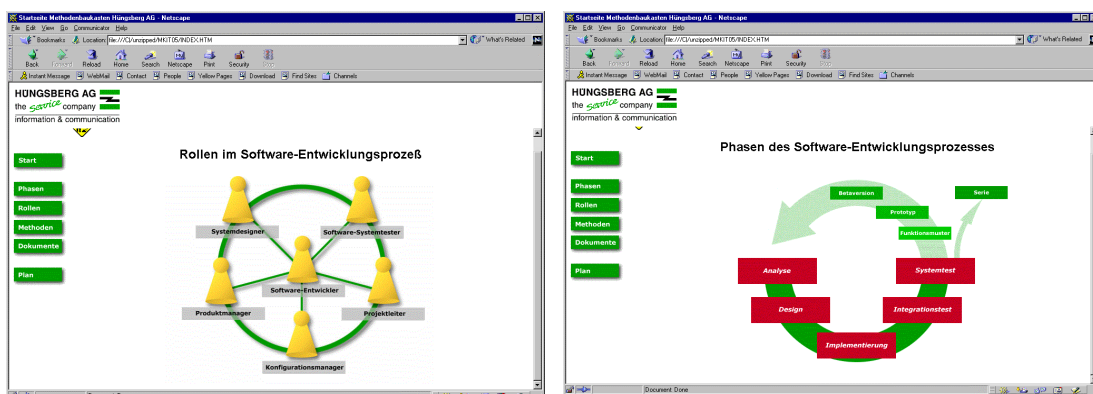 Startseite Methodenbaukasten Hüngsberg AG - Netscape
File Edit View Go Communicator Help
Bookmarks Location: file:///C|/unzipped/MKIT05/INDEX.HTM What's Related
Back Forward Reload Home Search Netscape Print Security Stop
Instant Message WebMail Contact People Yellow Pages Download Find Sites Channels
HÜNGSBERG AG
the service company
information & communication
Start
Phasen
Rollen
Methoden
Dokumente
Plan
Rollen im Software-Entwicklungsprozeß
Systemdesigner Software-Systemtester
Software-Entwickler
Produktmanager Projektleiter
Konfigurationsmanager
Startseite Methodenbaukasten Hüngsberg AG - Netscape
File Edit View Go Communicator Help
Bookmarks Location: file:///C|/unzipped/MKIT05/INDEX.HTM What's Related
Back Forward Reload Home Search Netscape Print Security Stop
Instant Message WebMail Contact People Yellow Pages Download Find Sites Channels
HÜNGSBERG AG
the service company
information & communication
Start
Phasen
Rollen
Methoden
Dokumente
Plan
Phasen des Software-Entwicklungsprozesses
Betaversion Serie
Prototyp
Funktionsmuster
Analyse Systemtest
Design Integrationstest
Implementierung
Document: Done